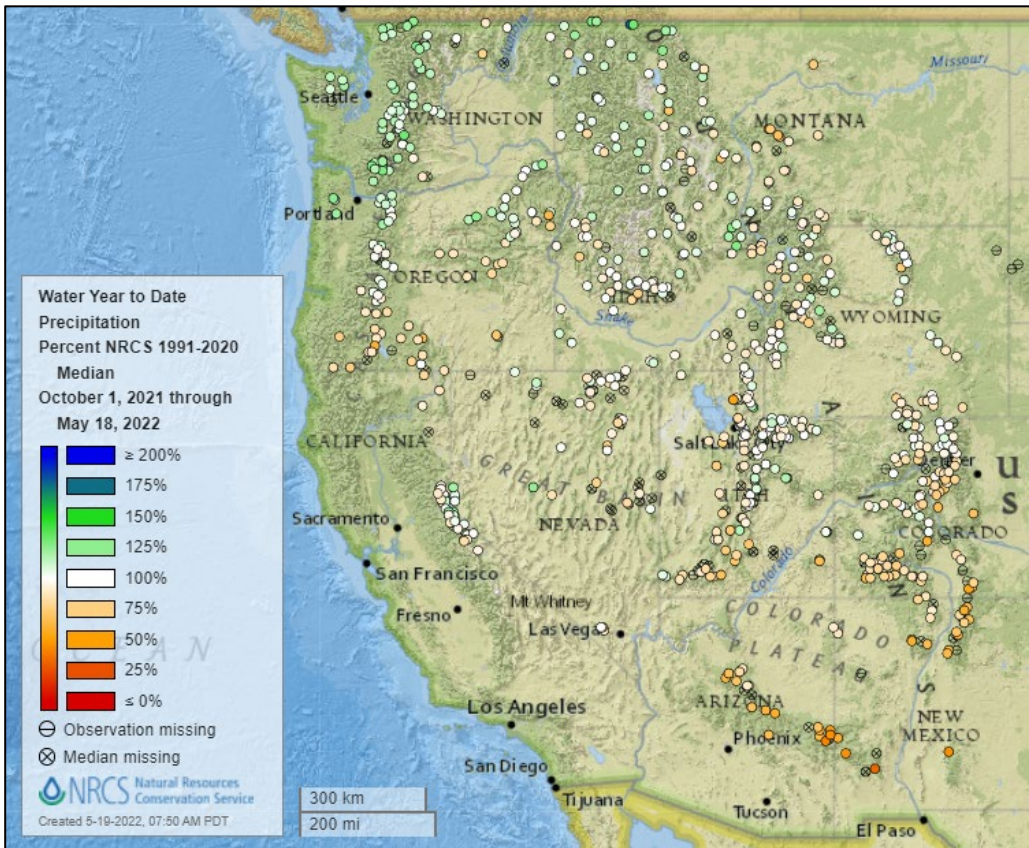 Seattle
WASHINGTON
Columbia
Missouri
MONTANA
Portland
OREGON
Snake
WYOMING
Water Year to Date
Precipitation
Percent NRCS 1991-2020
Median
October 1, 2021 through
May 18, 2022
≥ 200%
175%
150%
125%
100%
75%
50%
25%
≤ 0%
Observation missing
Median missing
NRCS Natural Resources
Conservation Service
Created 5-19-2022, 07:50 AM PDT
CALIFORNIA
Salt Lake City
GREAT BASIN
NEVADA
UTAH
U
S
COLORADO
Sacramento
San Francisco
Colorado
Fresno
Mt Whitney
Las Vegas
COLORADO
PLATEAU
OCEAN
Los Angeles
ARIZONA
Phoenix
NEW
MEXICO
San Diego
Tijuana
Tucson
El Paso
300 km
200 mi